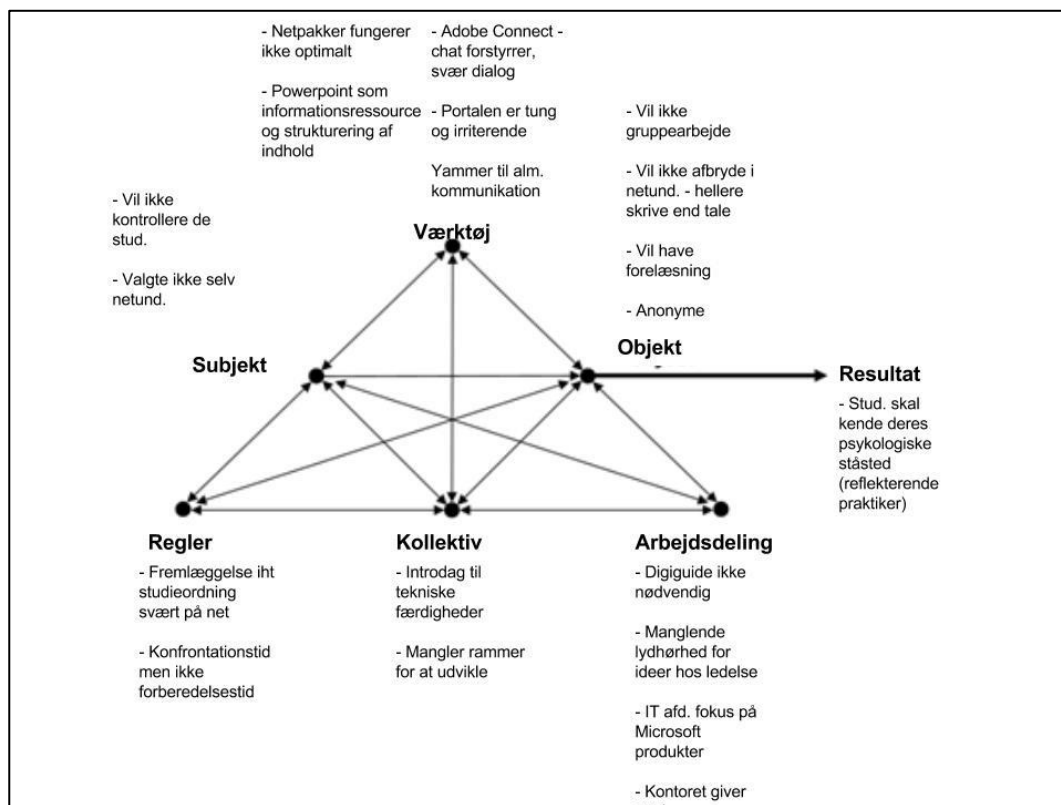 - Netpakker fungerer
ikke optimalt
- Powerpoint som
informationsressource
og strukturering af
indhold
- Adobe Connect -
chat forstyrrer,
svær dialog
- Portalen er tung
og irriterende
Yammer til alm.
kommunikation
- Vil ikke
gruppearbejde
- Vil ikke afbryde i
netund. - hellere
skrive end tale
- Vil have
forelæsning
- Anonyme
- Vil ikke
kontrollere de
stud.
- Valgte ikke selv
netund.
Værktøj
Subjekt
Objekt
Resultat
- Stud. skal
kende deres
psykologiske
ståsted
(reflekterende
praktiker)
Regler
- Fremlæggelse iht
studieordning
svært på net
- Konfrontationstid
men ikke
forberedelsestid
Kollektiv
- Introdag til
tekniske
færdigheder
- Mangler rammer
for at udvikle
Arbejdsdeling
- Digiguide ikke
nødvendig
- Manglende
lydhørhed for
ideer hos ledelse
- IT afd. fokus på
Microsoft
produkter
- Kontoret giver